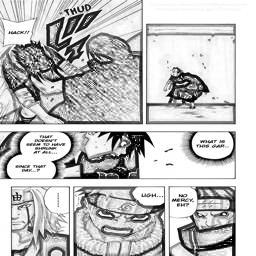 HACK!!
THUD
THAT
DOESN'T
SEEM TO HAVE
SHRUNK
AT ALL...
SINCE THAT
DAY...?
WHAT IS
THIS GAP...
UGH...
NO
MERCY,
EH?